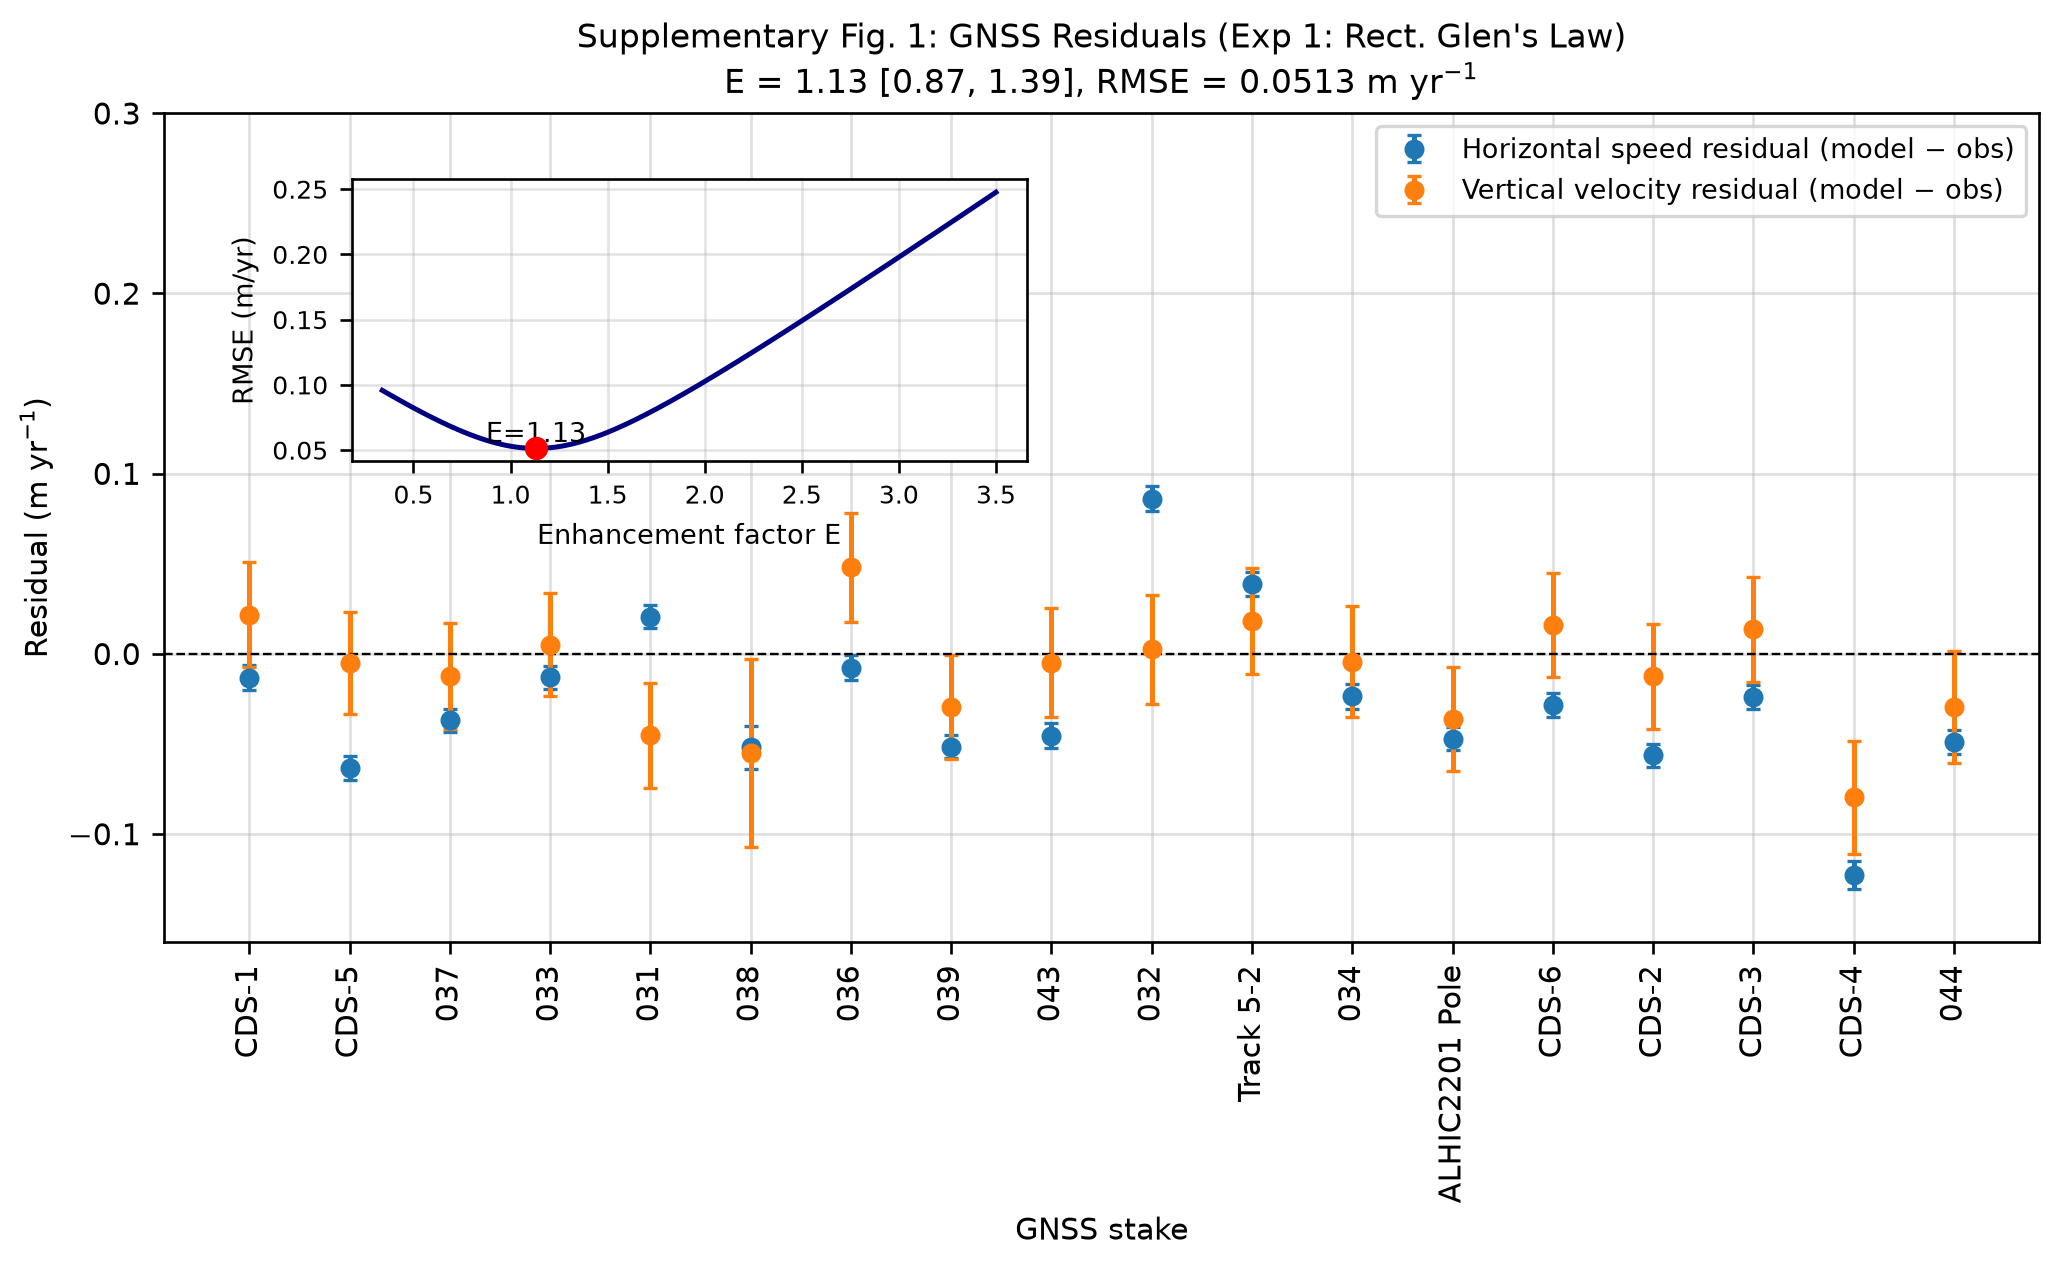 Supplementary Fig. 1: GNSS Residuals (Exp 1: Rect. Glen's Law)
E = 1.13 [0.87, 1.39], RMSE = 0.0513 m yr⁻¹
Horizontal speed residual (model − obs)
Vertical velocity residual (model − obs)
Residual (m yr⁻¹)
0.3
0.2
0.1
0.0
−0.1
RMSE (m/yr)
0.25
0.20
0.15
0.10
0.05
E=1.13
0.5 1.0 1.5 2.0 2.5 3.0 3.5
Enhancement factor E
CDS-1
CDS-5
037
033
031
038
036
039
043
032
Track 5-2
034
ALHIC2201 Pole
CDS-6
CDS-2
CDS-3
CDS-4
044
GNSS stake